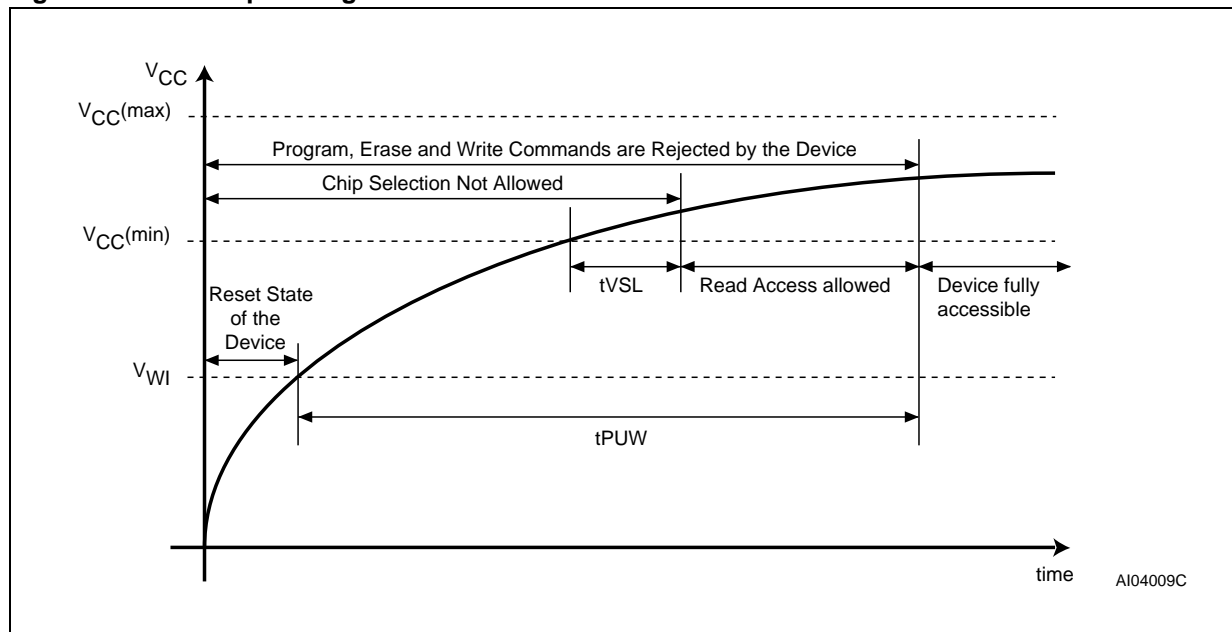 VCC
VCC(max)
Program, Erase and Write Commands are Rejected by the Device
Chip Selection Not Allowed
VCC(min)
tVSL
Read Access allowed
Device fully
accessible
Reset State
of the
Device
VWI
tPUW
time
AI04009C